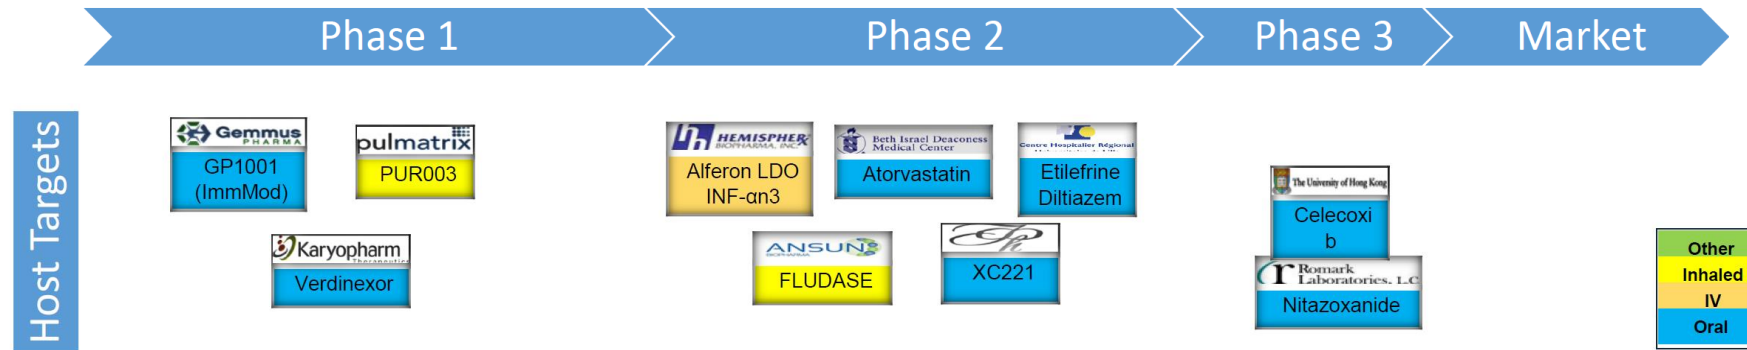 Phase 1
Phase 2
Phase 3
Market
Host Targets
Gemmus
PHARMA
GP1001
(ImmMod)
pulmatrix
PUR003
Karyopharm
Therapeutics
Verdinexor
HEMISPHERX
BIOPHARMA, INC.
Alferon LDO
INF-αn3
Beth Israel Deaconess
Medical Center
Atorvastatin
Centre Hospitalier Régional
Etilefrine
Diltiazem
ANSUN
BIOPHARMA
FLUDASE
XC221
The University of Hong Kong
Celecoxi
b
Romark
Laboratories, L.C
Nitazoxanide
Other
Inhaled
IV
Oral